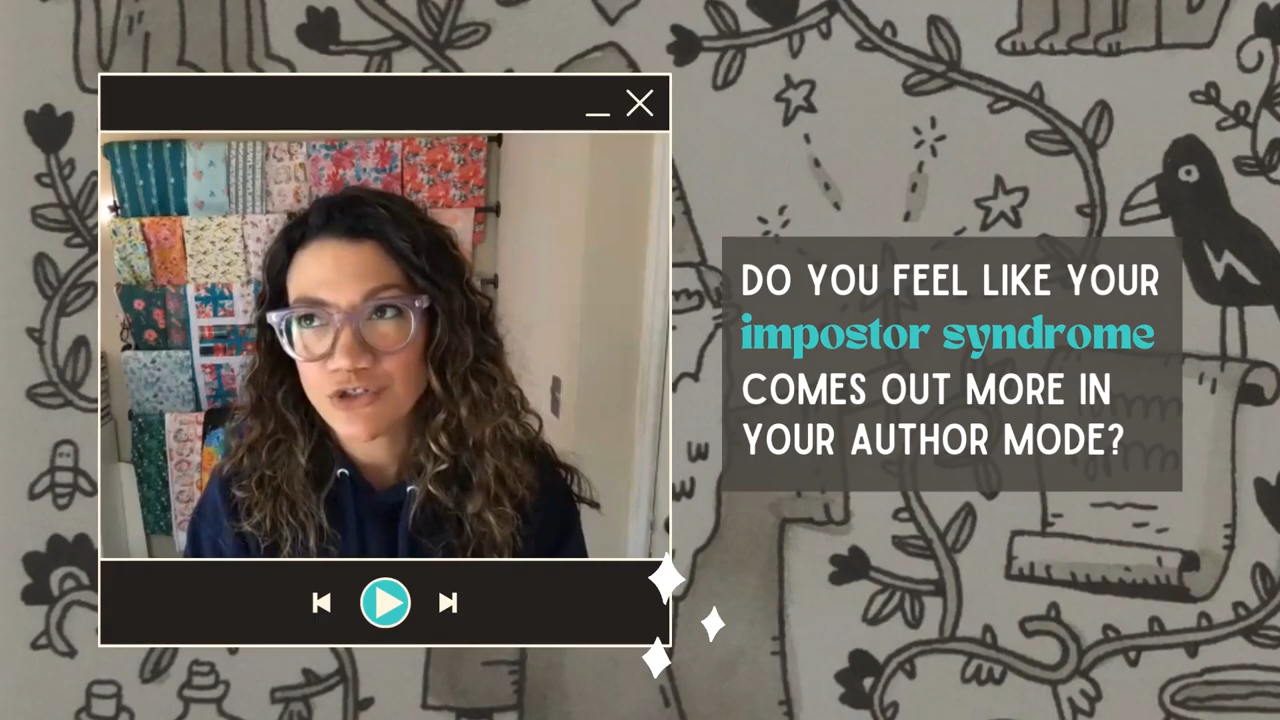 DO YOU FEEL LIKE YOUR
impostor syndrome
COMES OUT MORE IN
YOUR AUTHOR MODE?